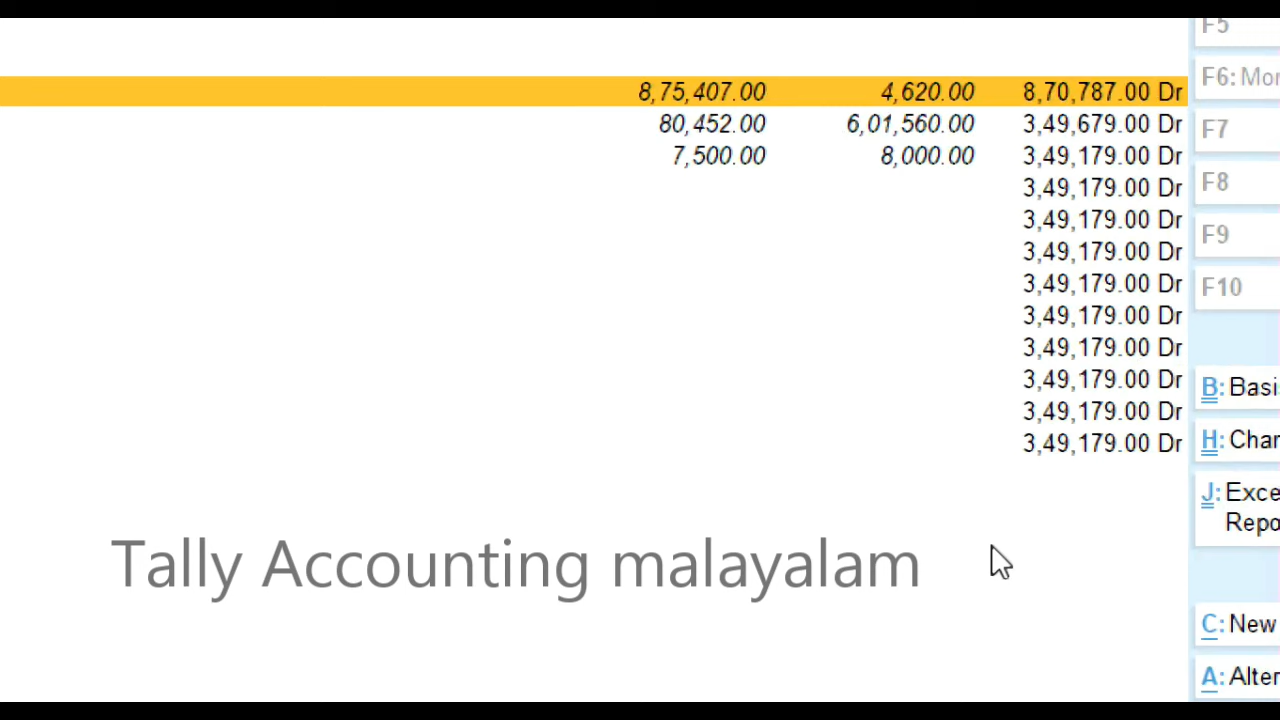 F5
F6: Mor
8,75,407.00 4,620.00 8,70,787.00 Dr
80,452.00 6,01,560.00 3,49,679.00 Dr
F7
7,500.00 8,000.00 3,49,179.00 Dr
3,49,179.00 Dr
F8
3,49,179.00 Dr
3,49,179.00 Dr
F9
3,49,179.00 Dr
F10
3,49,179.00 Dr
3,49,179.00 Dr
3,49,179.00 Dr
B: Basi
3,49,179.00 Dr
3,49,179.00 Dr
H: Char
J: Exce
Repo
Tally Accounting malayalam
C: New
A: Alter